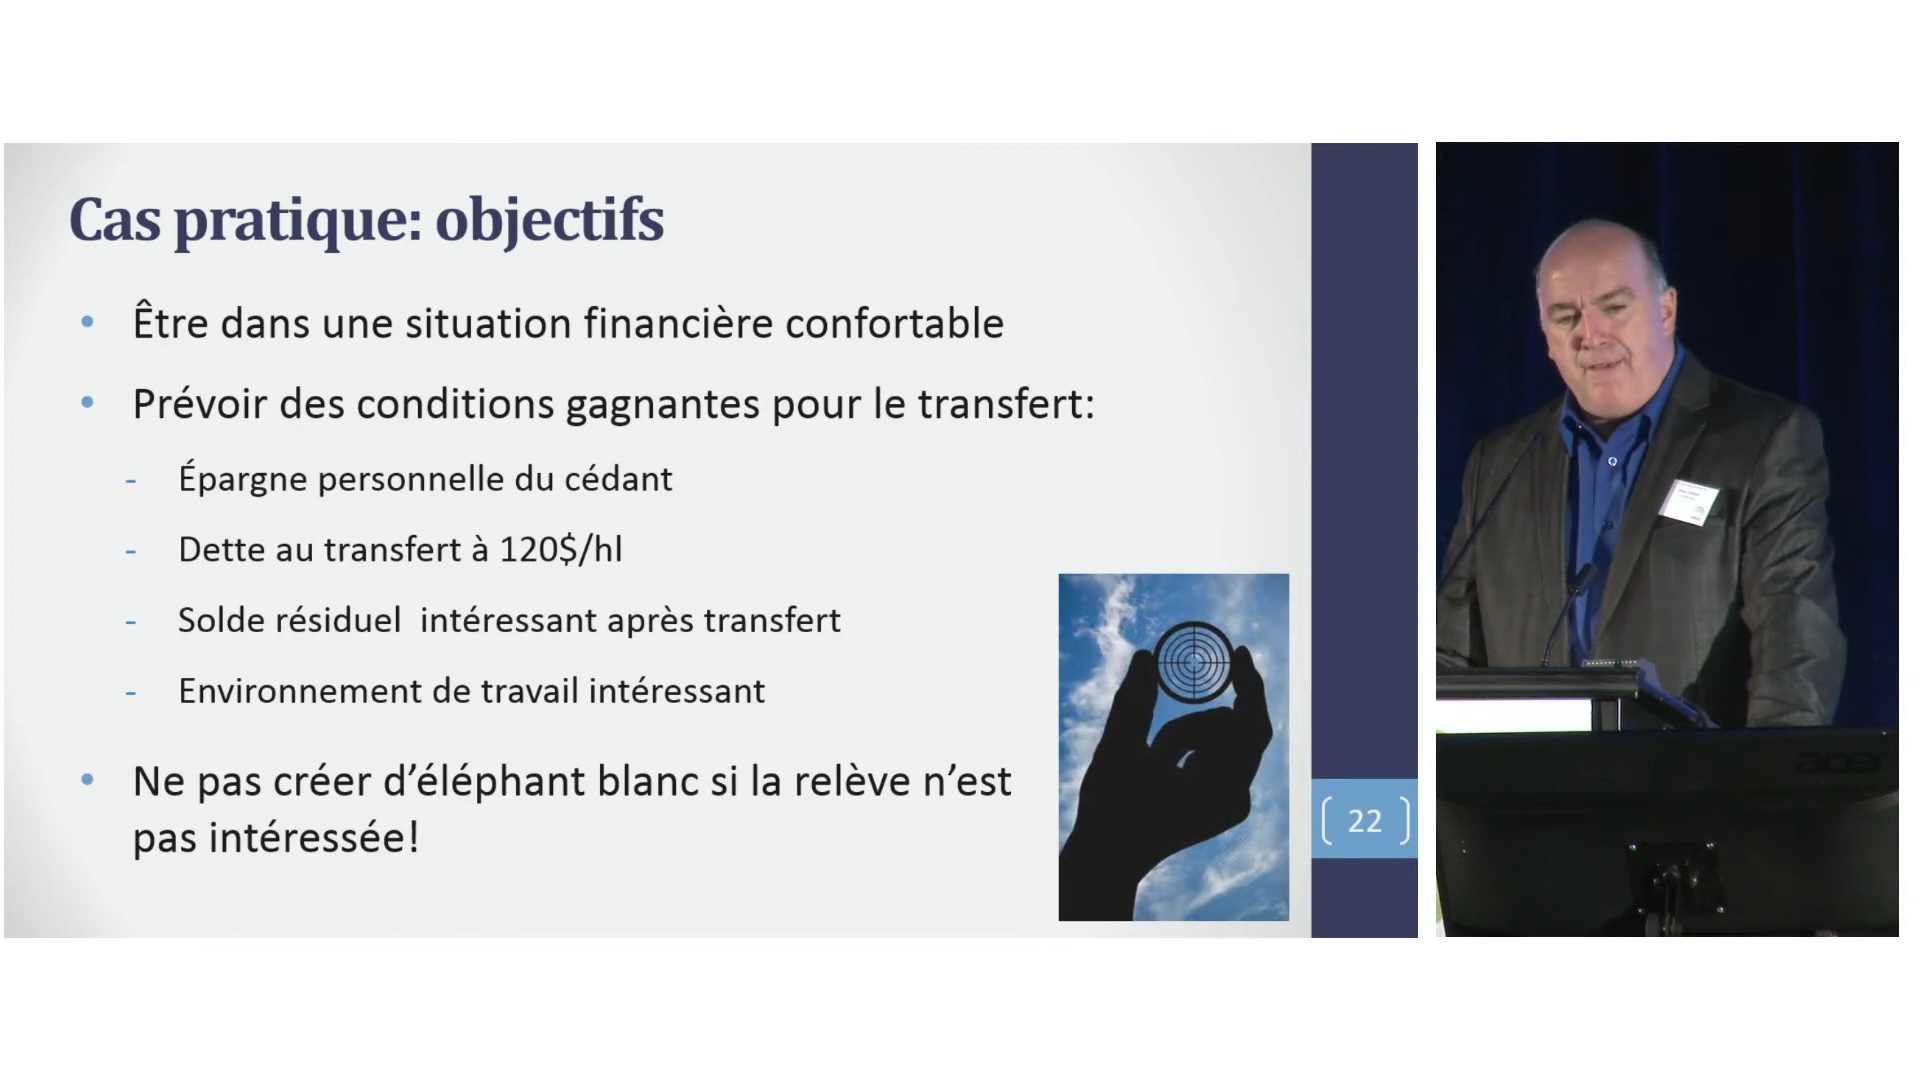 Cas pratique: objectifs
• Être dans une situation financière confortable
• Prévoir des conditions gagnantes pour le transfert:
- Épargne personnelle du cédant
- Dette au transfert à 120$/hl
- Solde résiduel  intéressant après transfert
- Environnement de travail intéressant
• Ne pas créer d’éléphant blanc si la relève n’est
pas intéressée!
22
acer